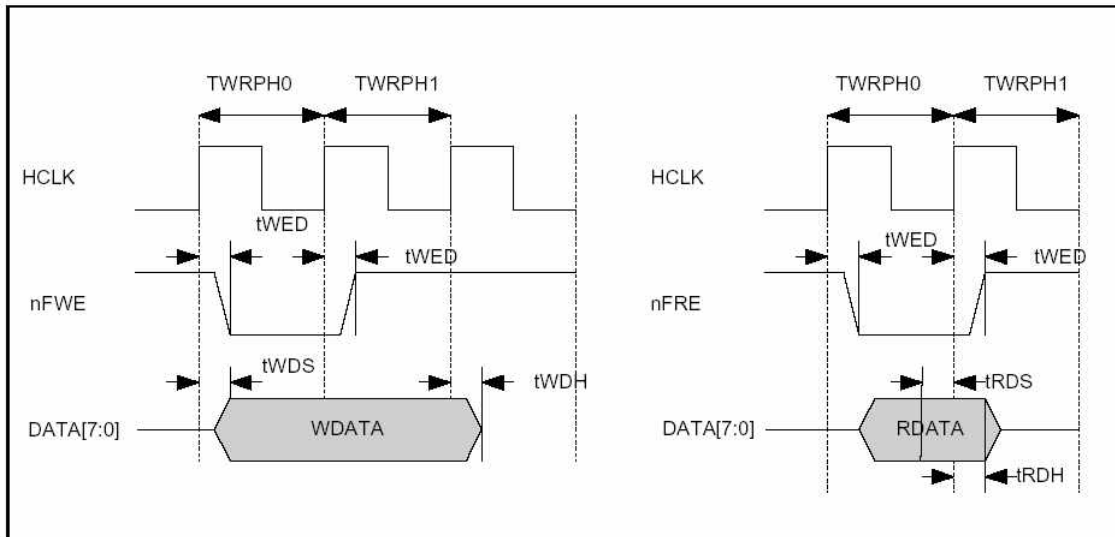 TWRPH0 TWRPH1
HCLK
tWED
tWED
nFWE
tWDS
tWDH
DATA[7:0] WDATA
TWRPH0 TWRPH1
HCLK
tWED
tWED
nFRE
tRDS
DATA[7:0] RDATA
tRDH